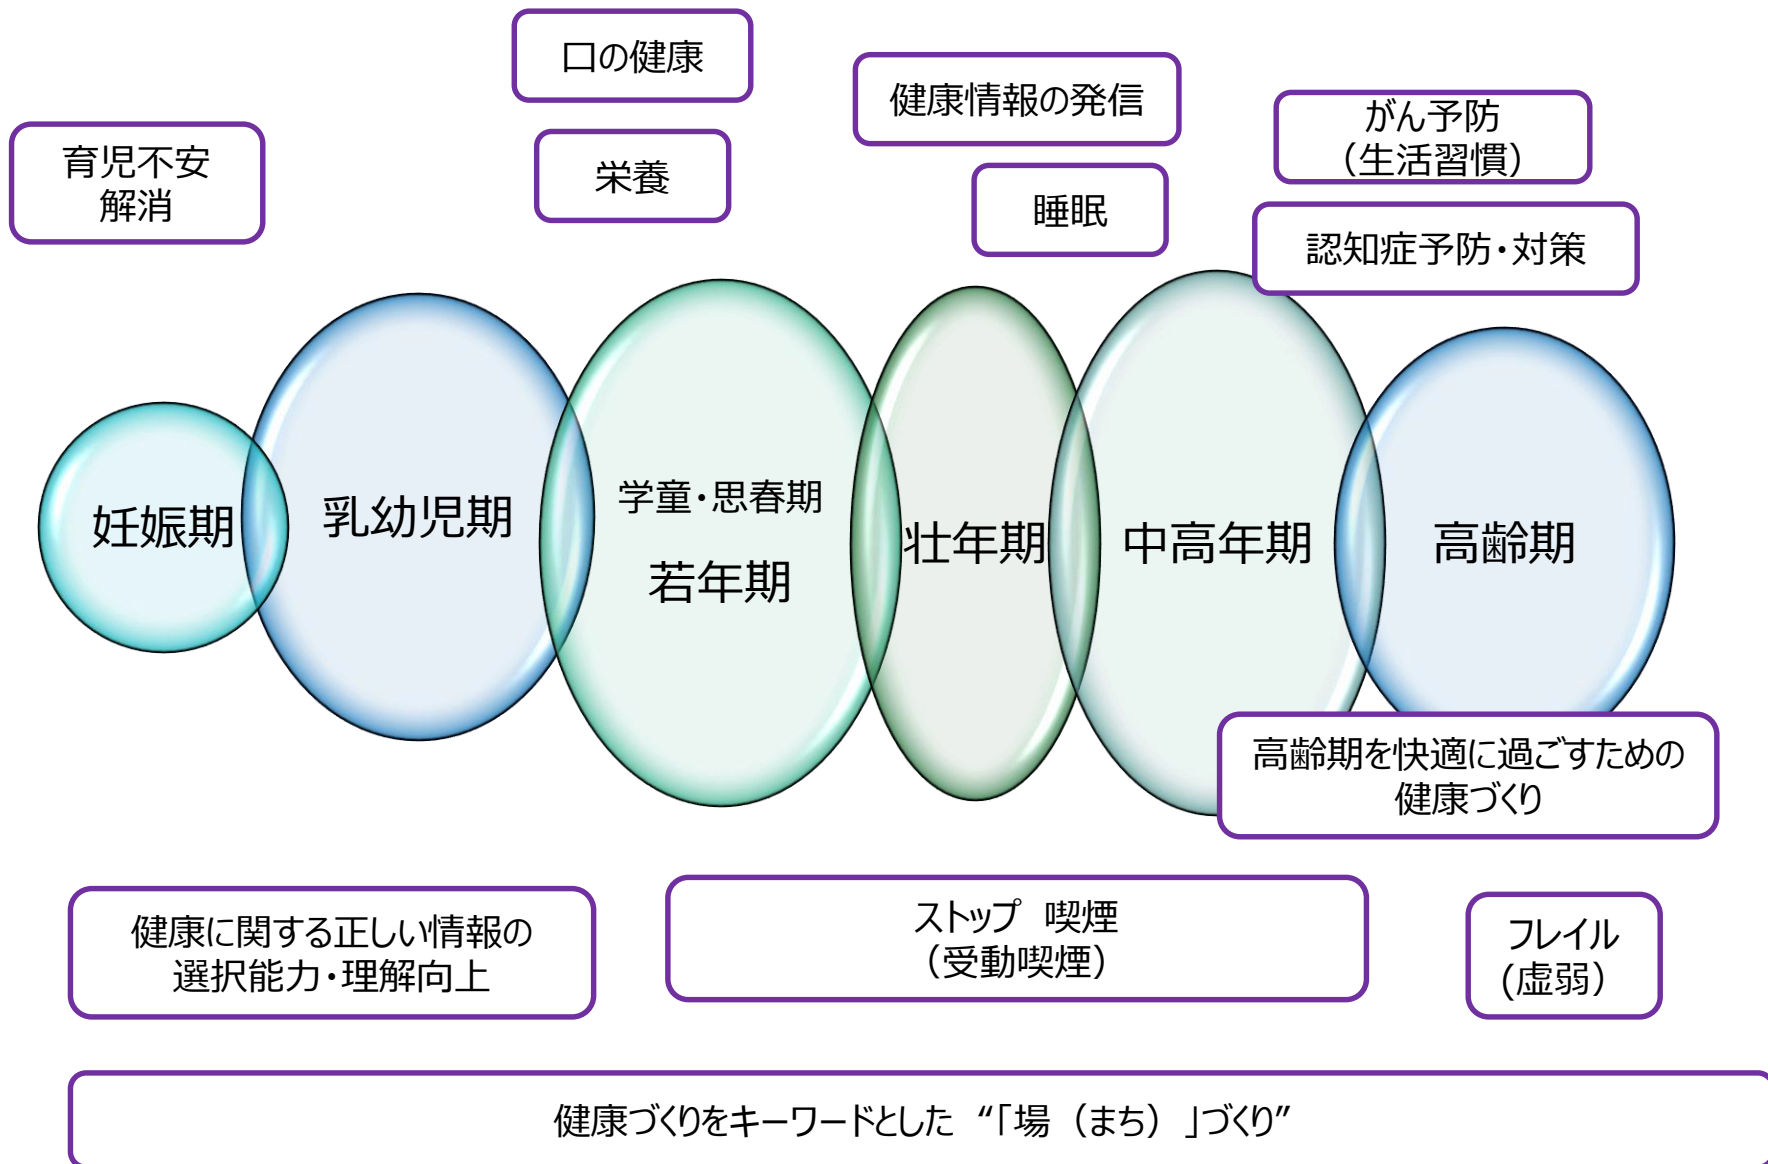 口の健康
健康情報の発信
がん予防
（生活習慣）
育児不安
解消
栄養
睡眠
認知症予防・対策
妊娠期
乳幼児期
学童・思春期
若年期
壮年期
中高年期
高齢期
高齢期を快適に過ごすための
健康づくり
健康に関する正しい情報の
選択能力・理解向上
ストップ　喫煙
（受動喫煙）
フレイル
(虚弱）
健康づくりをキーワードとした “「場（まち）」づくり”